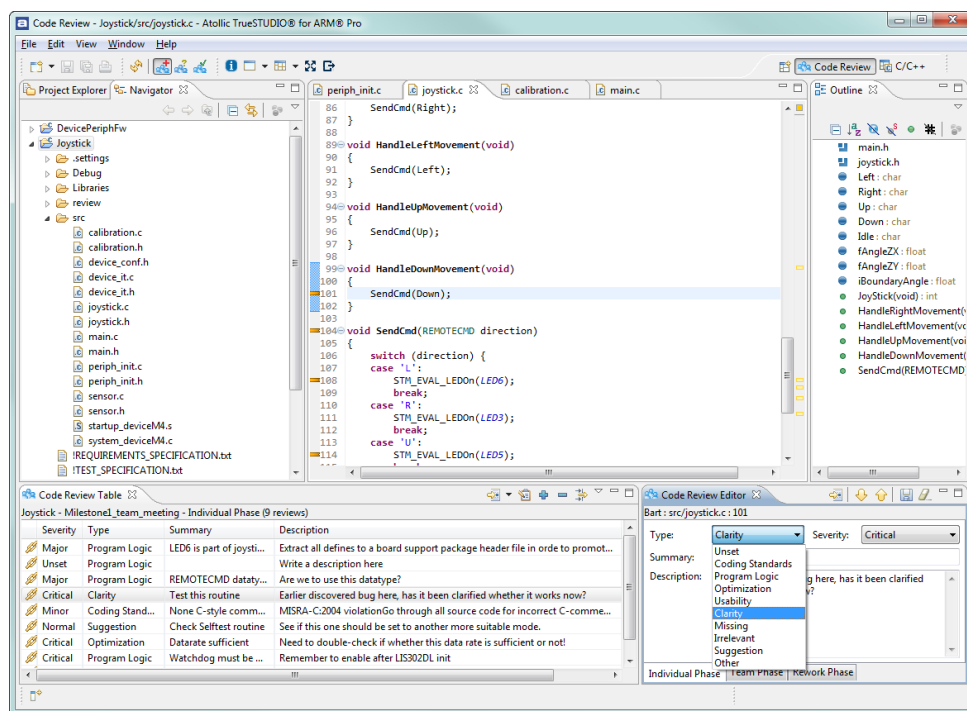 Code Review - Joystick/src/joystick.c - Atollic TrueSTUDIO® for ARM® Pro
File Edit View Window Help
Code Review C/C++
Project Explorer Navigator
DevicePeriphFw
Joystick
.settings
Debug
Libraries
review
src
calibration.c
calibration.h
device_conf.h
device_it.c
device_it.h
joystick.c
joystick.h
main.c
main.h
periph_init.c
periph_init.h
sensor.c
sensor.h
startup_deviceM4.s
system_deviceM4.c
!REQUIREMENTS_SPECIFICATION.txt
!TEST_SPECIFICATION.txt
periph_init.c joystick.c calibration.c main.c
86 SendCmd(Right);
87 }
88
89 void HandleLeftMovement(void)
90 {
91 SendCmd(Left);
92 }
93
94 void HandleUpMovement(void)
95 {
96 SendCmd(Up);
97 }
98
99 void HandleDownMovement(void)
100 {
101 SendCmd(Down);
102 }
103
104 void SendCmd(REMOTECMD direction)
105 {
106 switch (direction) {
107 case 'L':
108 STM_EVAL_LEDOn(LED6);
109 break;
110 case 'R':
111 STM_EVAL_LEDOn(LED3);
112 break;
113 case 'U':
114 STM_EVAL_LEDOn(LED5);
Outline
main.h
joystick.h
Left : char
Right : char
Up : char
Down : char
Idle : char
fAngleZX : float
fAngleZY : float
iBoundaryAngle : float
JoyStick(void) : int
HandleRightMovement(
HandleLeftMovement(vo
HandleUpMovement(voi
HandleDownMovement(
SendCmd(REMOTECMD
Code Review Table
Joystick - Milestone1_team_meeting - Individual Phase (9 reviews)
Severity Type Summary Description
Major Program Logic LED6 is part of joysti... Extract all defines to a board support package header file in orde to promot...
Unset Write a description here
Major Program Logic REMOTECMD dataty... Are we to use this datatype?
Critical Clarity Test this routine Earlier discovered bug here, has it been clarified whether it works now?
Minor Coding Stand... None C-style comm... MISRA-C:2004 violationGo through all source code for incorrect C-comme...
Normal Suggestion Check Selftest routine See if this one should be set to another more suitable mode.
Critical Optimization Datarate sufficient Need to double-check if whether this data rate is sufficient or not!
Critical Program Logic Watchdog must be ... Remember to enable after LIS302DL init
Code Review Editor
Bart : src/joystick.c : 101
Type: Clarity Severity: Critical
Summary:
Description:
g here, has it been clarified
?
Unset
Coding Standards
Program Logic
Optimization
Usability
Clarity
Missing
Irrelevant
Suggestion
Other
Individual Phase Team Phase Rework Phase